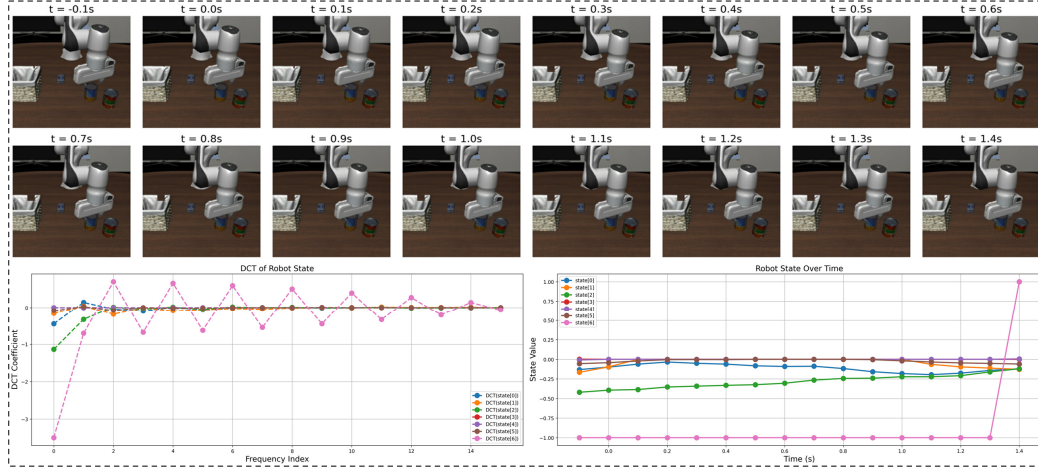 t = -0.1s t = 0.0s t = 0.1s t = 0.2s t = 0.3s t = 0.4s t = 0.5s t = 0.6s
t = 0.7s t = 0.8s t = 0.9s t = 1.0s t = 1.1s t = 1.2s t = 1.3s t = 1.4s
DCT of Robot State
DCT Coefficient
0
−1
−2
−3
DCT(state[0])
DCT(state[1])
DCT(state[2])
DCT(state[3])
DCT(state[4])
DCT(state[5])
DCT(state[6])
0 2 4 6 8 10 12 14
Frequency Index
Robot State Over Time
State Value
1.00
0.75
0.50
0.25
0.00
−0.25
−0.50
−0.75
−1.00
state[0]
state[1]
state[2]
state[3]
state[4]
state[5]
state[6]
0.0 0.2 0.4 0.6 0.8 1.0 1.2 1.4
Time (s)